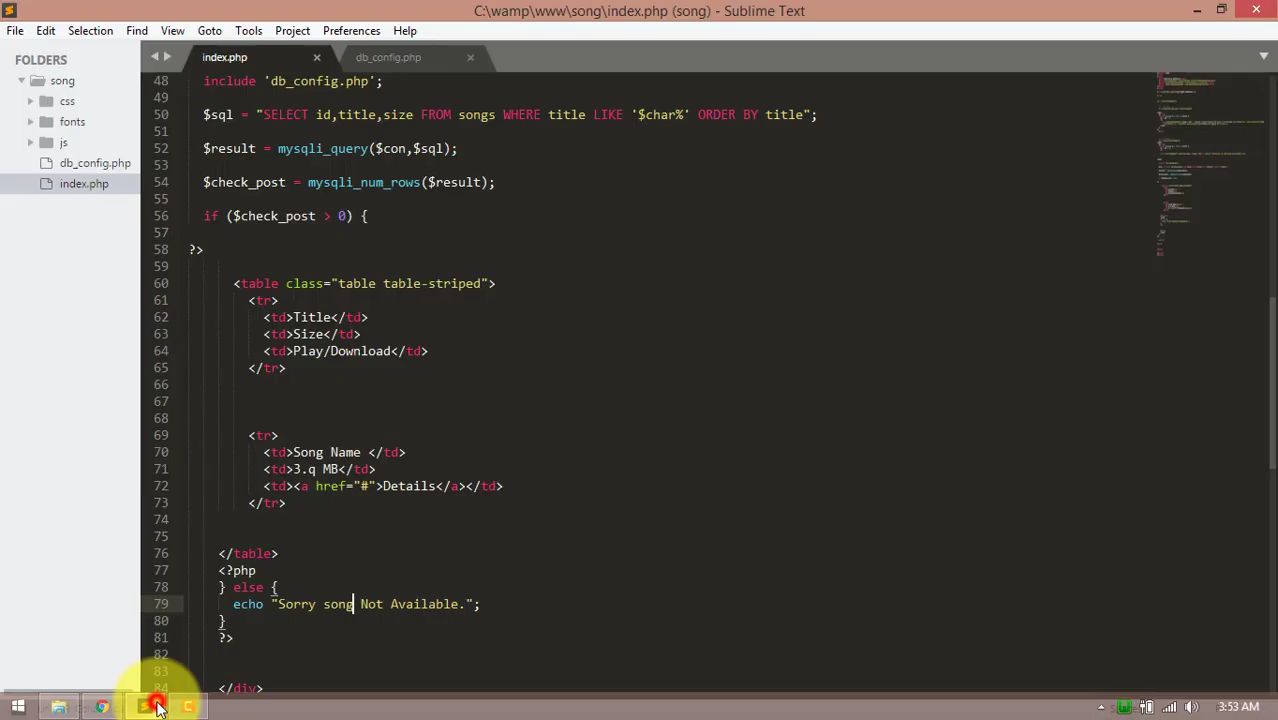 C:\wamp\www\song\index.php (song) - Sublime Text
File Edit Selection Find View Goto Tools Project Preferences Help
FOLDERS
song
css
fonts
js
db_config.php
index.php
index.php db_config.php
48 include 'db_config.php';
49
50 $sql = "SELECT id,title,size FROM songs WHERE title LIKE '$char%' ORDER BY title";
51
52 $result = mysqli_query($con,$sql);
53
54 $check_post = mysqli_num_rows($result);
55
56 if ($check_post > 0) {
57
58 ?>
59
60 <table class="table table-striped">
61 <tr>
62 <td>Title</td>
63 <td>Size</td>
64 <td>Play/Download</td>
65 </tr>
66
67
68
69 <tr>
70 <td>Song Name </td>
71 <td>3.q MB</td>
72 <td><a href="#">Details</a></td>
73 </tr>
74
75
76 </table>
77 <?php
78 } else {
79 echo "Sorry song Not Available.";
80 }
81 ?>
82
83
84 </div>
3:53 AM